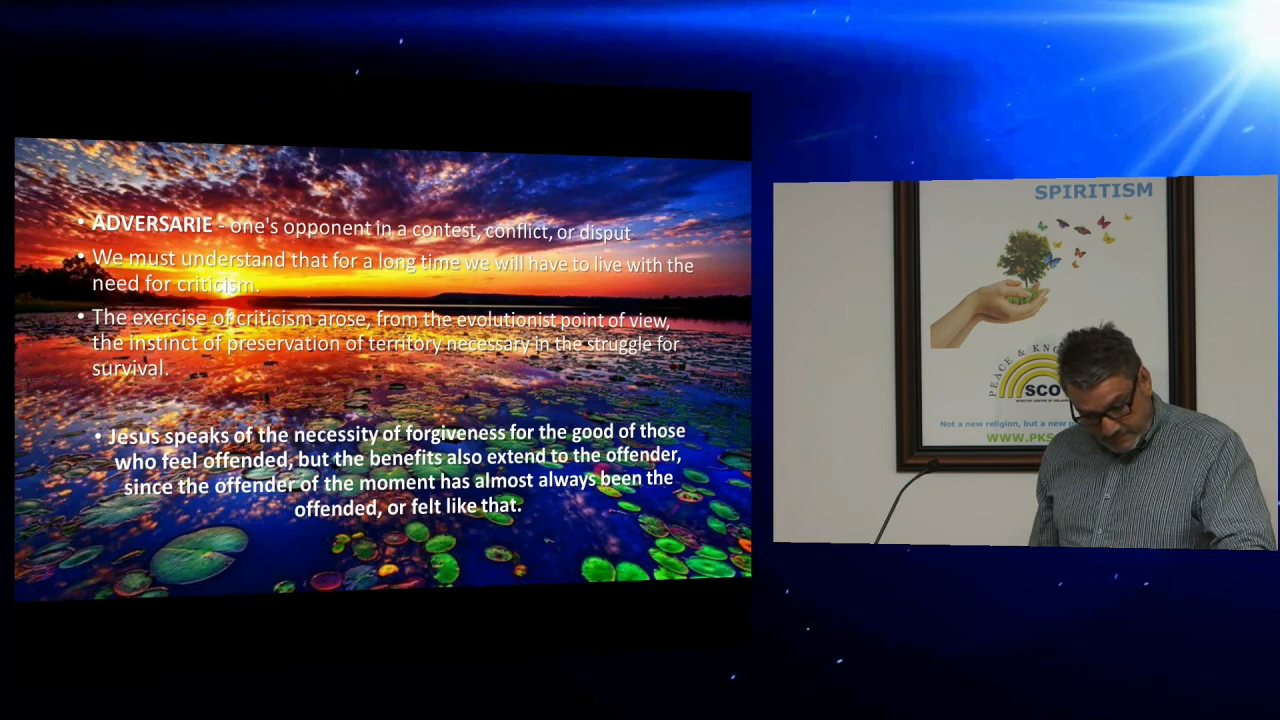 • ADVERSARIE - one's opponent in a contest, conflict, or disput
• We must understand that for a long time we will have to live with the
need for criticism.
• The exercise of criticism arose, from the evolutionist point of view,
the instinct of preservation of territory necessary in the struggle for
survival.
• Jesus speaks of the necessity of forgiveness for the good of those
who feel offended, but the benefits also extend to the offender,
since the offender of the moment has almost always been the
offended, or felt like that.
SPIRITISM
PEACE &
SCO
Not a new religion, but a new
WWW.PKS